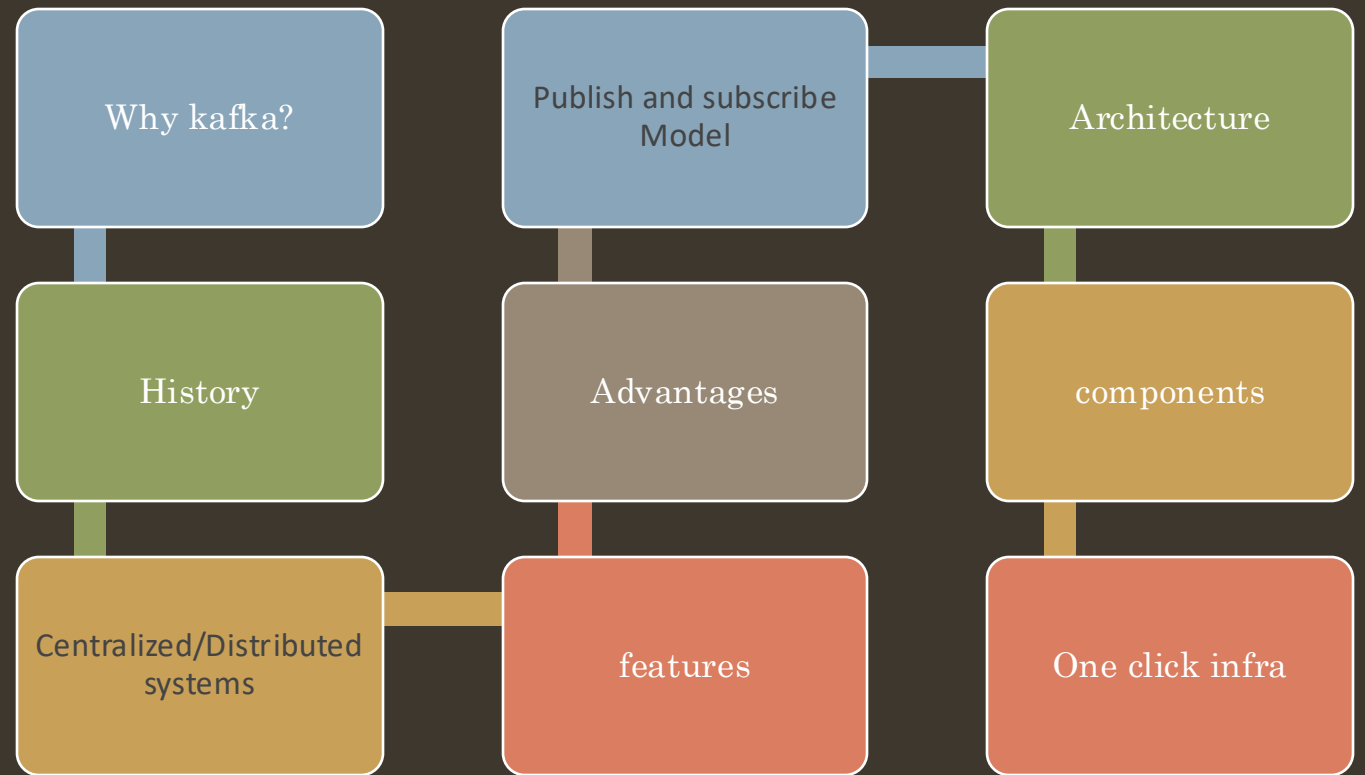 Why kafka?
History
Centralized/Distributed
systems
features
Advantages
Publish and subscribe
Model
Architecture
components
One click infra